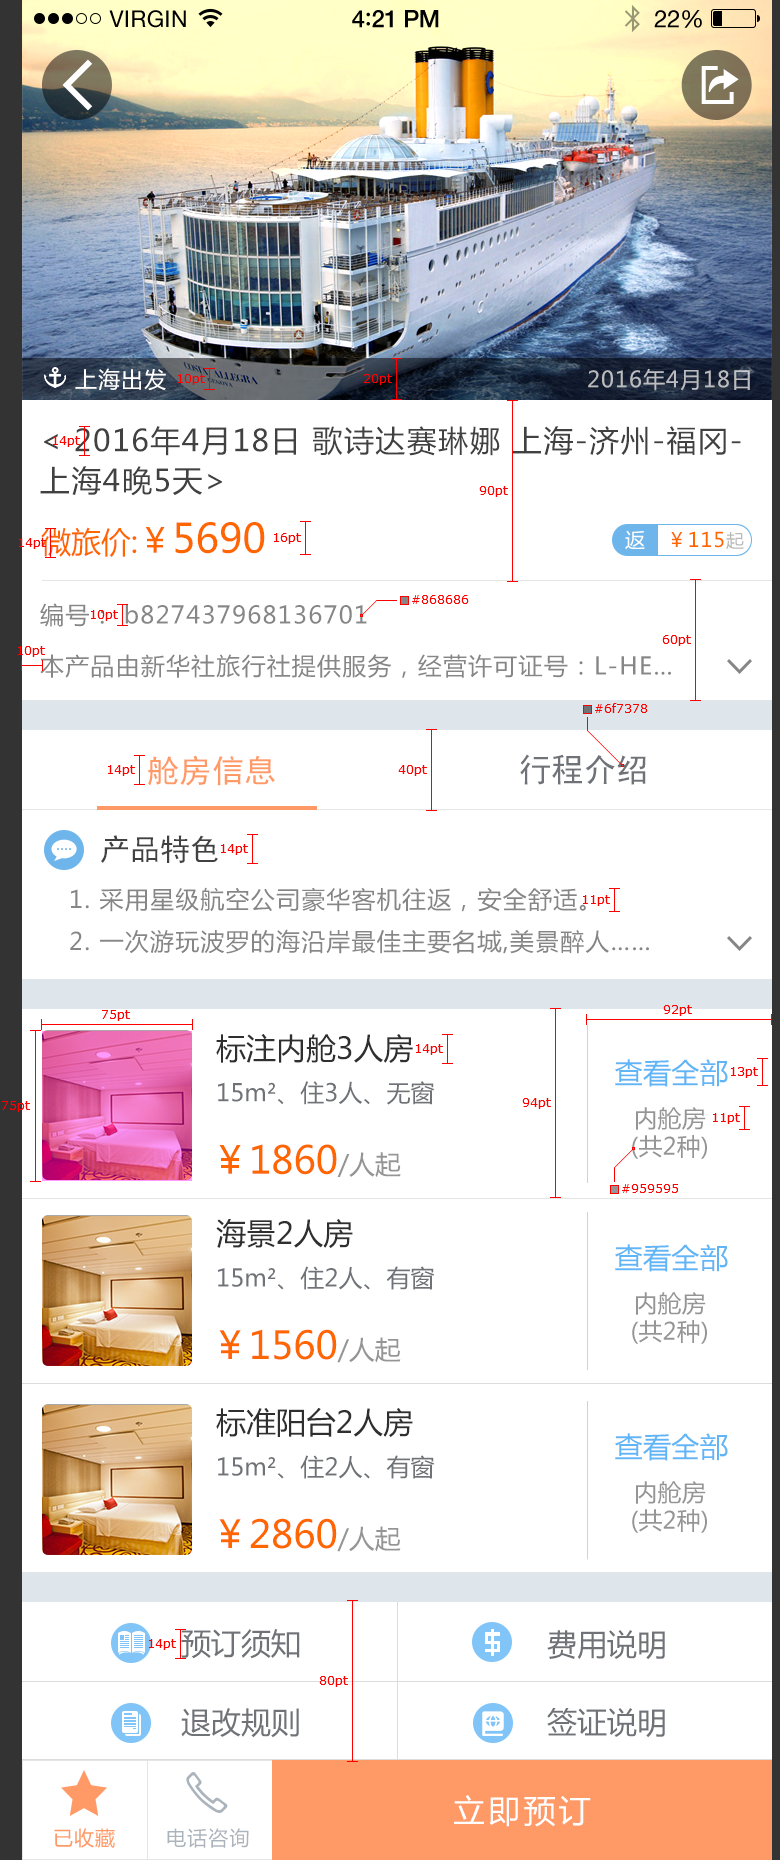 VIRGIN 4:21 PM 22%
COSTA ALLEGRA
GENOVA
上海出发 10pt 20pt 2016年4月18日
<14pt 2016年4月18日 歌诗达赛琳娜 上海-济州-福冈-
上海4晚5天>
90pt
14pt 微旅价:¥5690 16pt 返 ¥115起
编号: 10pt b827437968136701 #868686
60pt
10pt
本产品由新华社旅行社提供服务，经营许可证号：L-HE...
#6f7378
14pt 舱房信息 40pt 行程介绍
产品特色 14pt
1. 采用星级航空公司豪华客机往返，安全舒适。 11pt
2. 一次游玩波罗的海沿岸最佳主要名城,美景醉人......
75pt 92pt
标注内舱3人房 14pt
查看全部 13pt
15m²、住3人、无窗
75pt 94pt
内舱房 11pt
(共2种)
¥1860/人起
#959595
海景2人房
查看全部
15m²、住2人、有窗
内舱房
(共2种)
¥1560/人起
标准阳台2人房
查看全部
15m²、住2人、有窗
内舱房
(共2种)
¥2860/人起
14pt 预订须知 费用说明
80pt
退改规则 签证说明
已收藏 电话咨询 立即预订